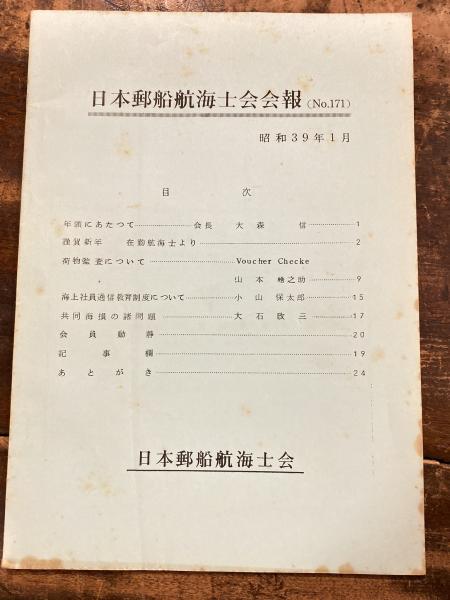 日本郵船航海士会会報 (No.171)
昭和39年1月
目次
年頭にあたつて 会長 大森 信 1
謹賀新年 在勤航海士より 2
荷物監査について Voucher Checke
山本 之助 9
海上社員通信教育制度について 小山保太郎 15
共同海損の諸問題 大石政三 17
会員動静 20
記事欄 19
あとがき 24
日本郵船航海士会